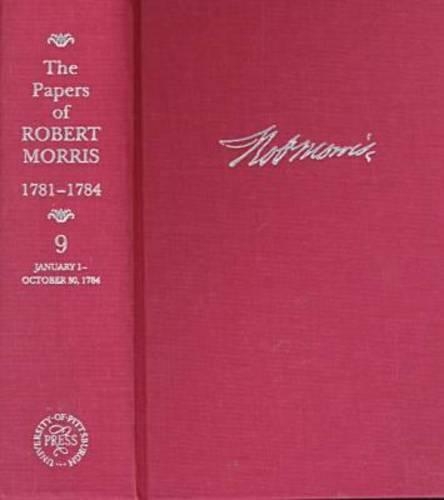 The
Papers
of
ROBERT
MORRIS
1781–1784
9
JANUARY 1–
OCTOBER 30, 1784
UNIVERSITY·OF·PITTSBURGH
PRESS
Robt Morris